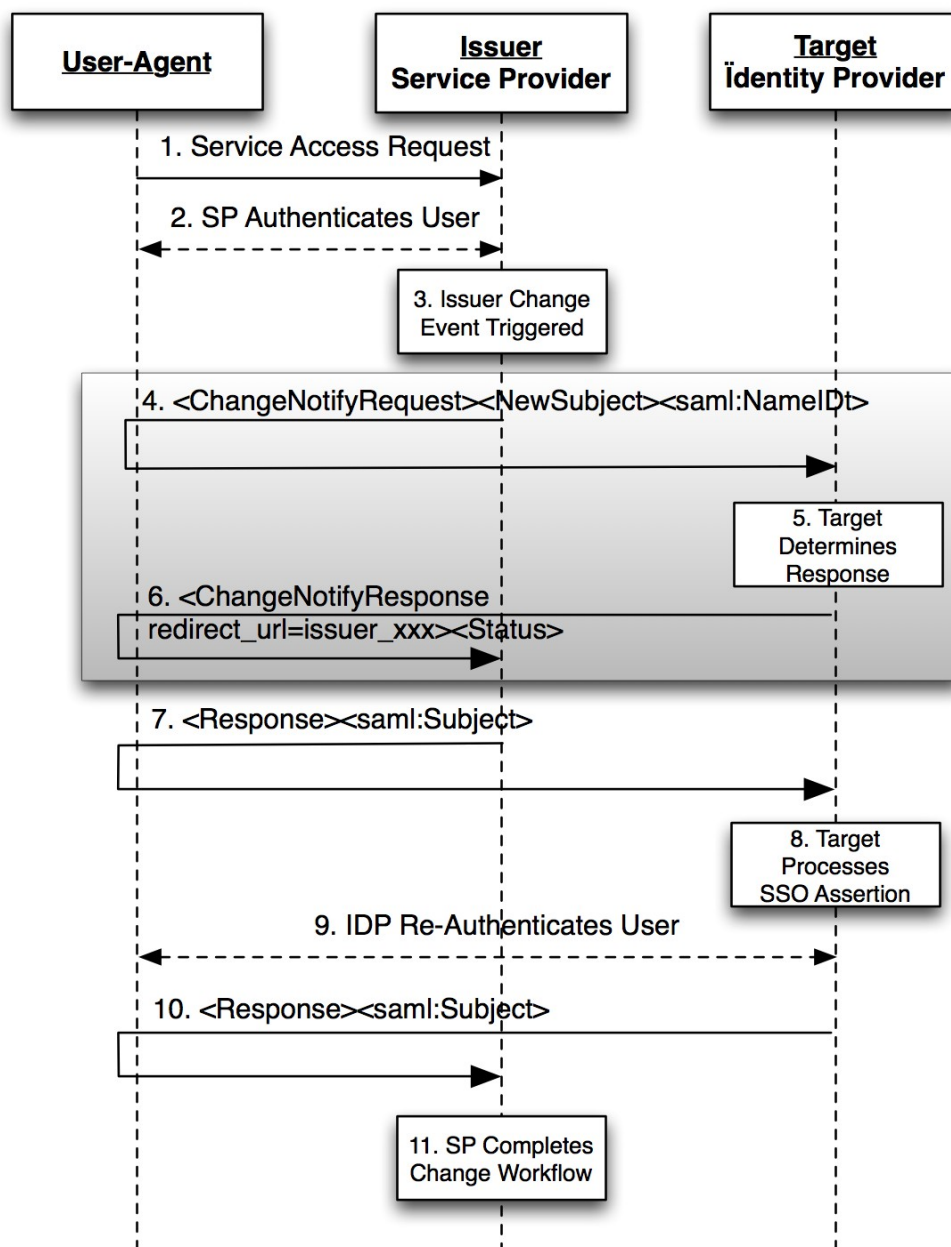 User-Agent
Issuer
Service Provider
Target
Ïdentity Provider
1. Service Access Request
2. SP Authenticates User
3. Issuer Change
Event Triggered
4. <ChangeNotifyRequest><NewSubject><saml:NameIDt>
5. Target
Determines
Response
6. <ChangeNotifyResponse
redirect_url=issuer_xxx><Status>
7. <Response><saml:Subject>
8. Target
Processes
SSO Assertion
9. IDP Re-Authenticates User
10. <Response><saml:Subject>
11. SP Completes
Change Workflow